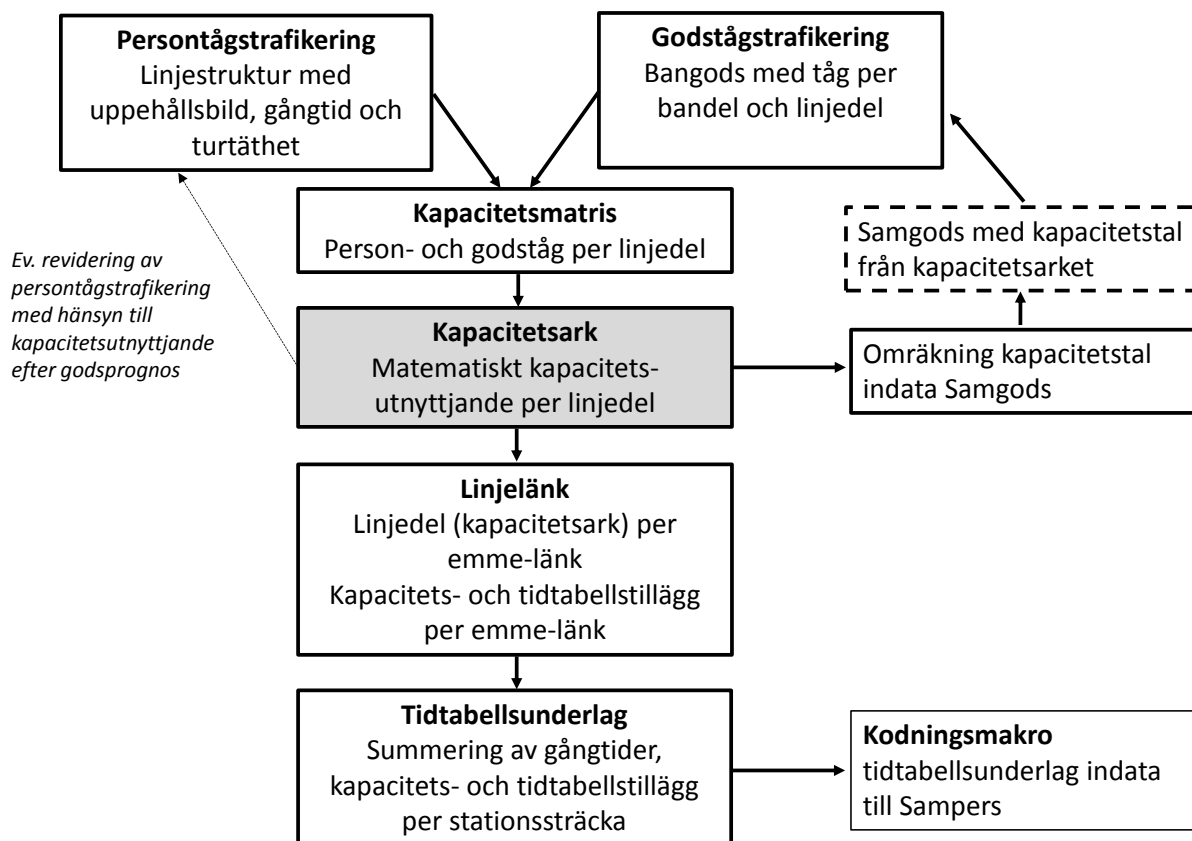 Persontågstrafikering
Linjestruktur med
uppehållsbild, gångtid och
turtäthet
Godstågstrafikering
Bangods med tåg per
bandel och linjedel
Kapacitetsmatris
Person- och godståg per linjedel
Samgods med kapacitetstal
från kapacitetsarket
Ev. revidering av
persontågstrafikering
med hänsyn till
kapacitetsutnyttjande
efter godsprognos
Kapacitetsark
Matematiskt kapacitets-
utnyttjande per linjedel
Omräkning kapacitetstal
indata Samgods
Linjelänk
Linjedel (kapacitetsark) per
emme-länk
Kapacitets- och tidtabellstillägg
per emme-länk
Tidtabellsunderlag
Summering av gångtider,
kapacitets- och tidtabellstillägg
per stationssträcka
Kodningsmakro
tidtabellsunderlag indata
till Sampers